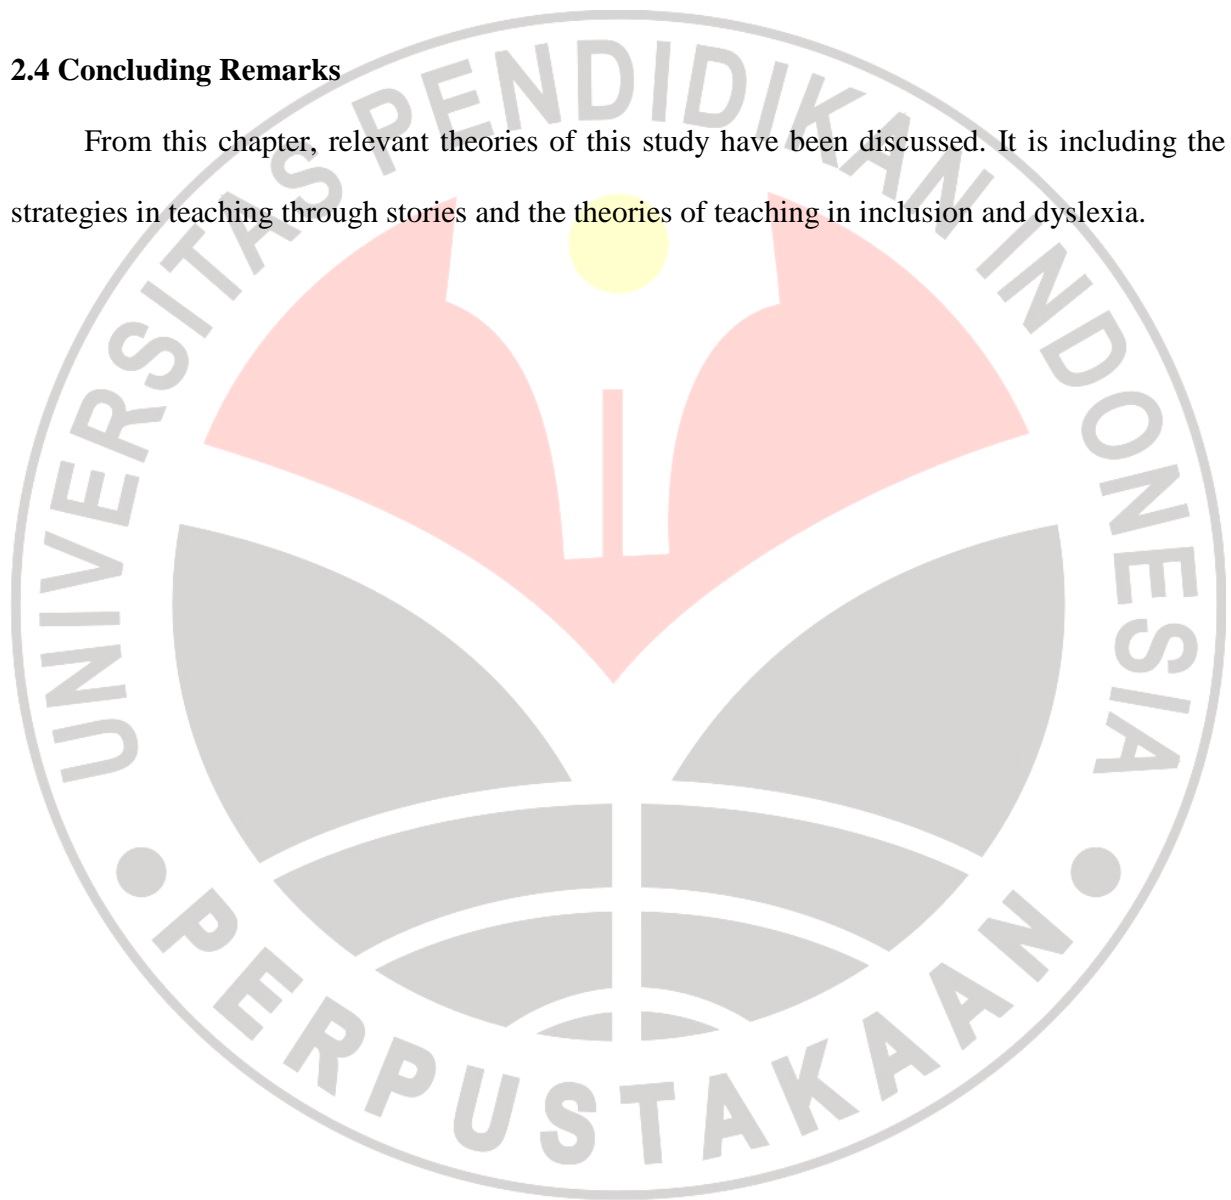 2.4 Concluding Remarks
From this chapter, relevant theories of this study have been discussed. It is including the
strategies in teaching through stories and the theories of teaching in inclusion and dyslexia.
UNIVERSITAS PENDIDIKAN INDONESIA
PERPUSTAKAAN